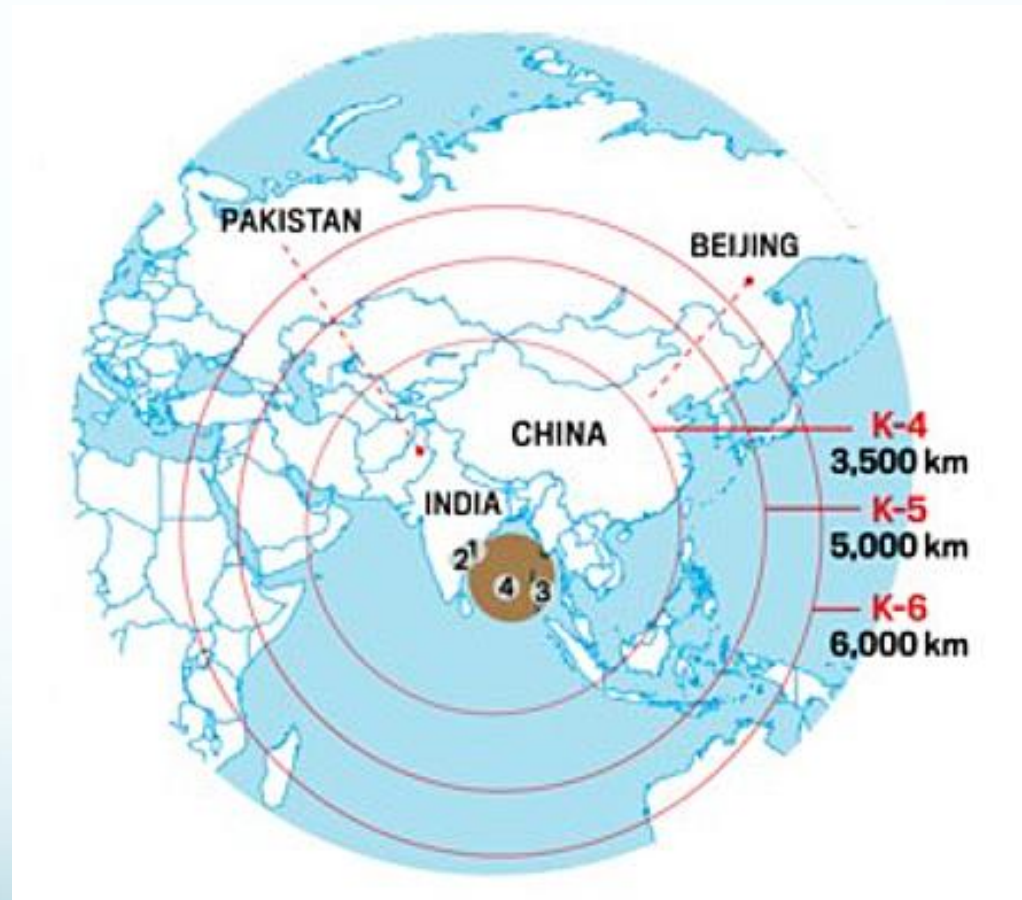 PAKISTAN
BEIJING
CHINA
K-4
3,500 km
INDIA
K-5
5,000 km
1
2
4
3
K-6
6,000 km